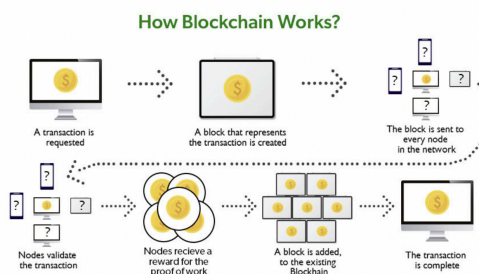 How Blockchain Works?
A transaction is
requested
A block that represents
the transaction is created
The block is sent to
every node
in the network
Nodes validate
the transaction
Nodes recieve a
reward for the
proof of work
A block is added,
to the existing
Blockchain
The transaction
is complete